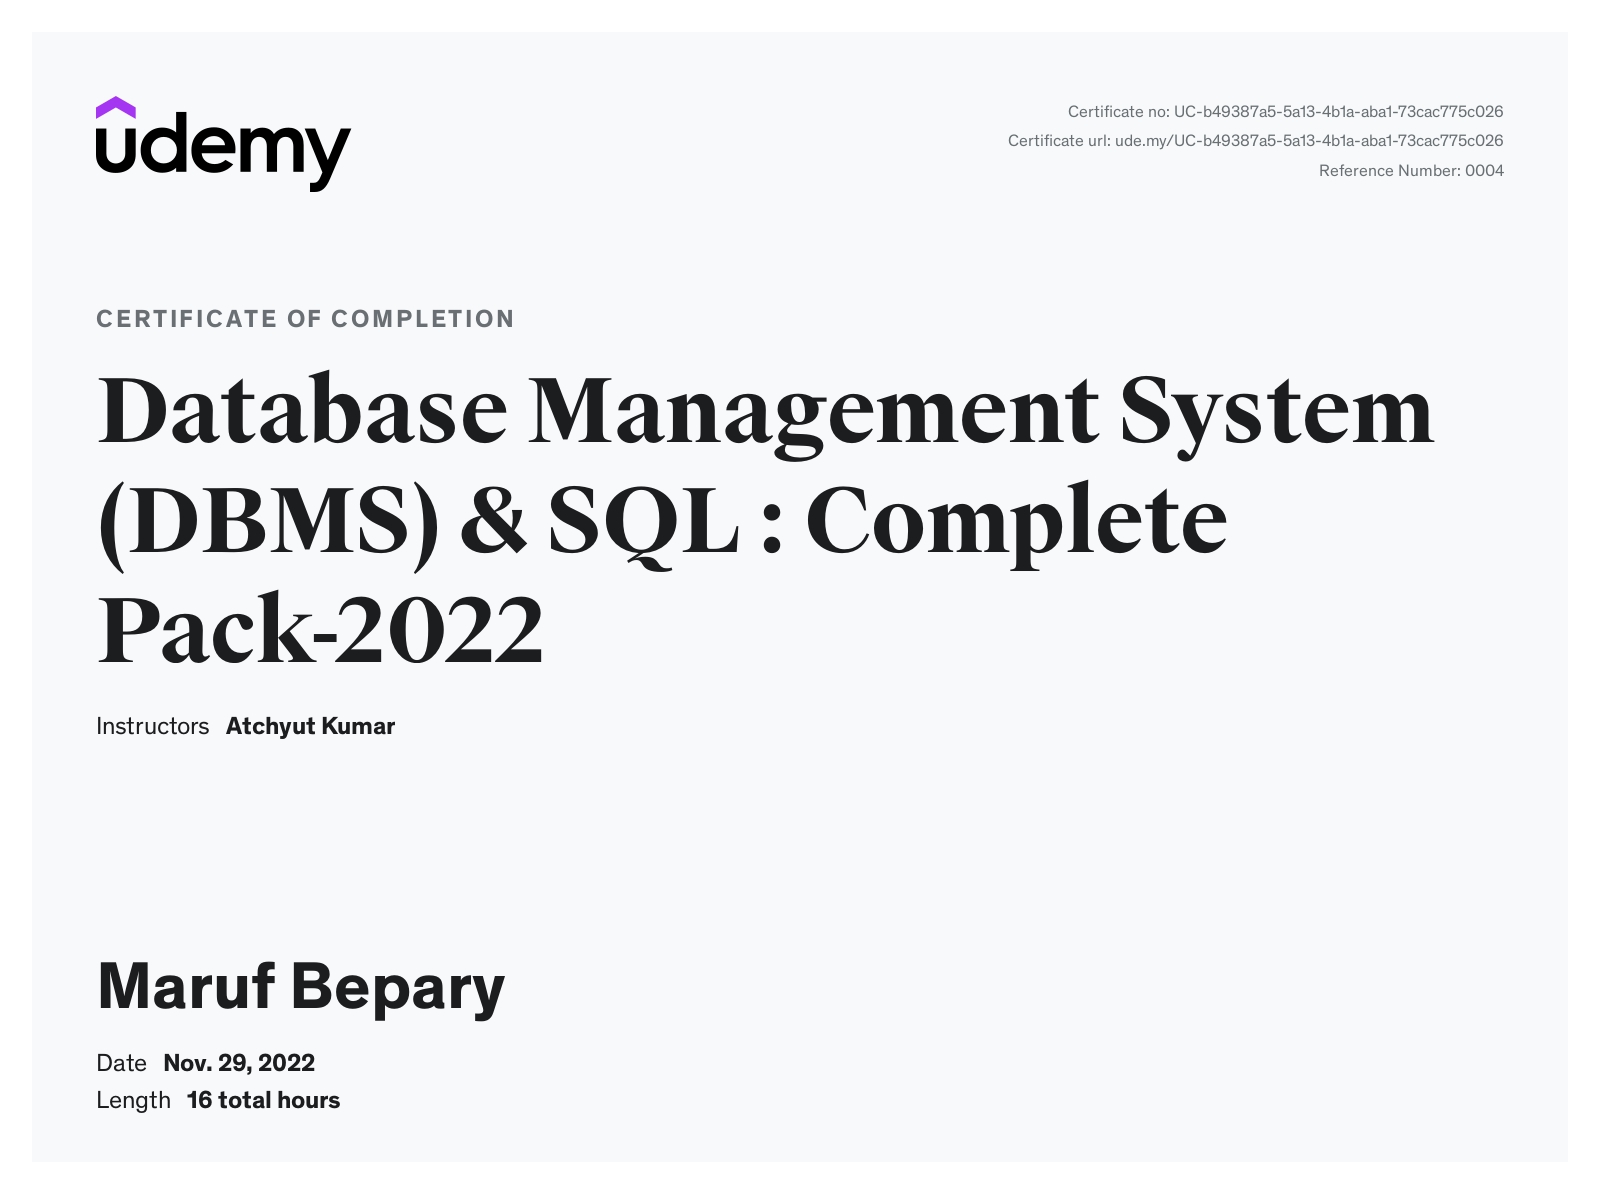 udemy
Certificate no: UC-b49387a5-5a13-4b1a-aba1-73cac775c026
Certificate url: ude.my/UC-b49387a5-5a13-4b1a-aba1-73cac775c026
Reference Number: 0004
CERTIFICATE OF COMPLETION
Database Management System
(DBMS) & SQL : Complete
Pack-2022
Instructors Atchyut Kumar
Maruf Bepary
Date Nov. 29, 2022
Length 16 total hours